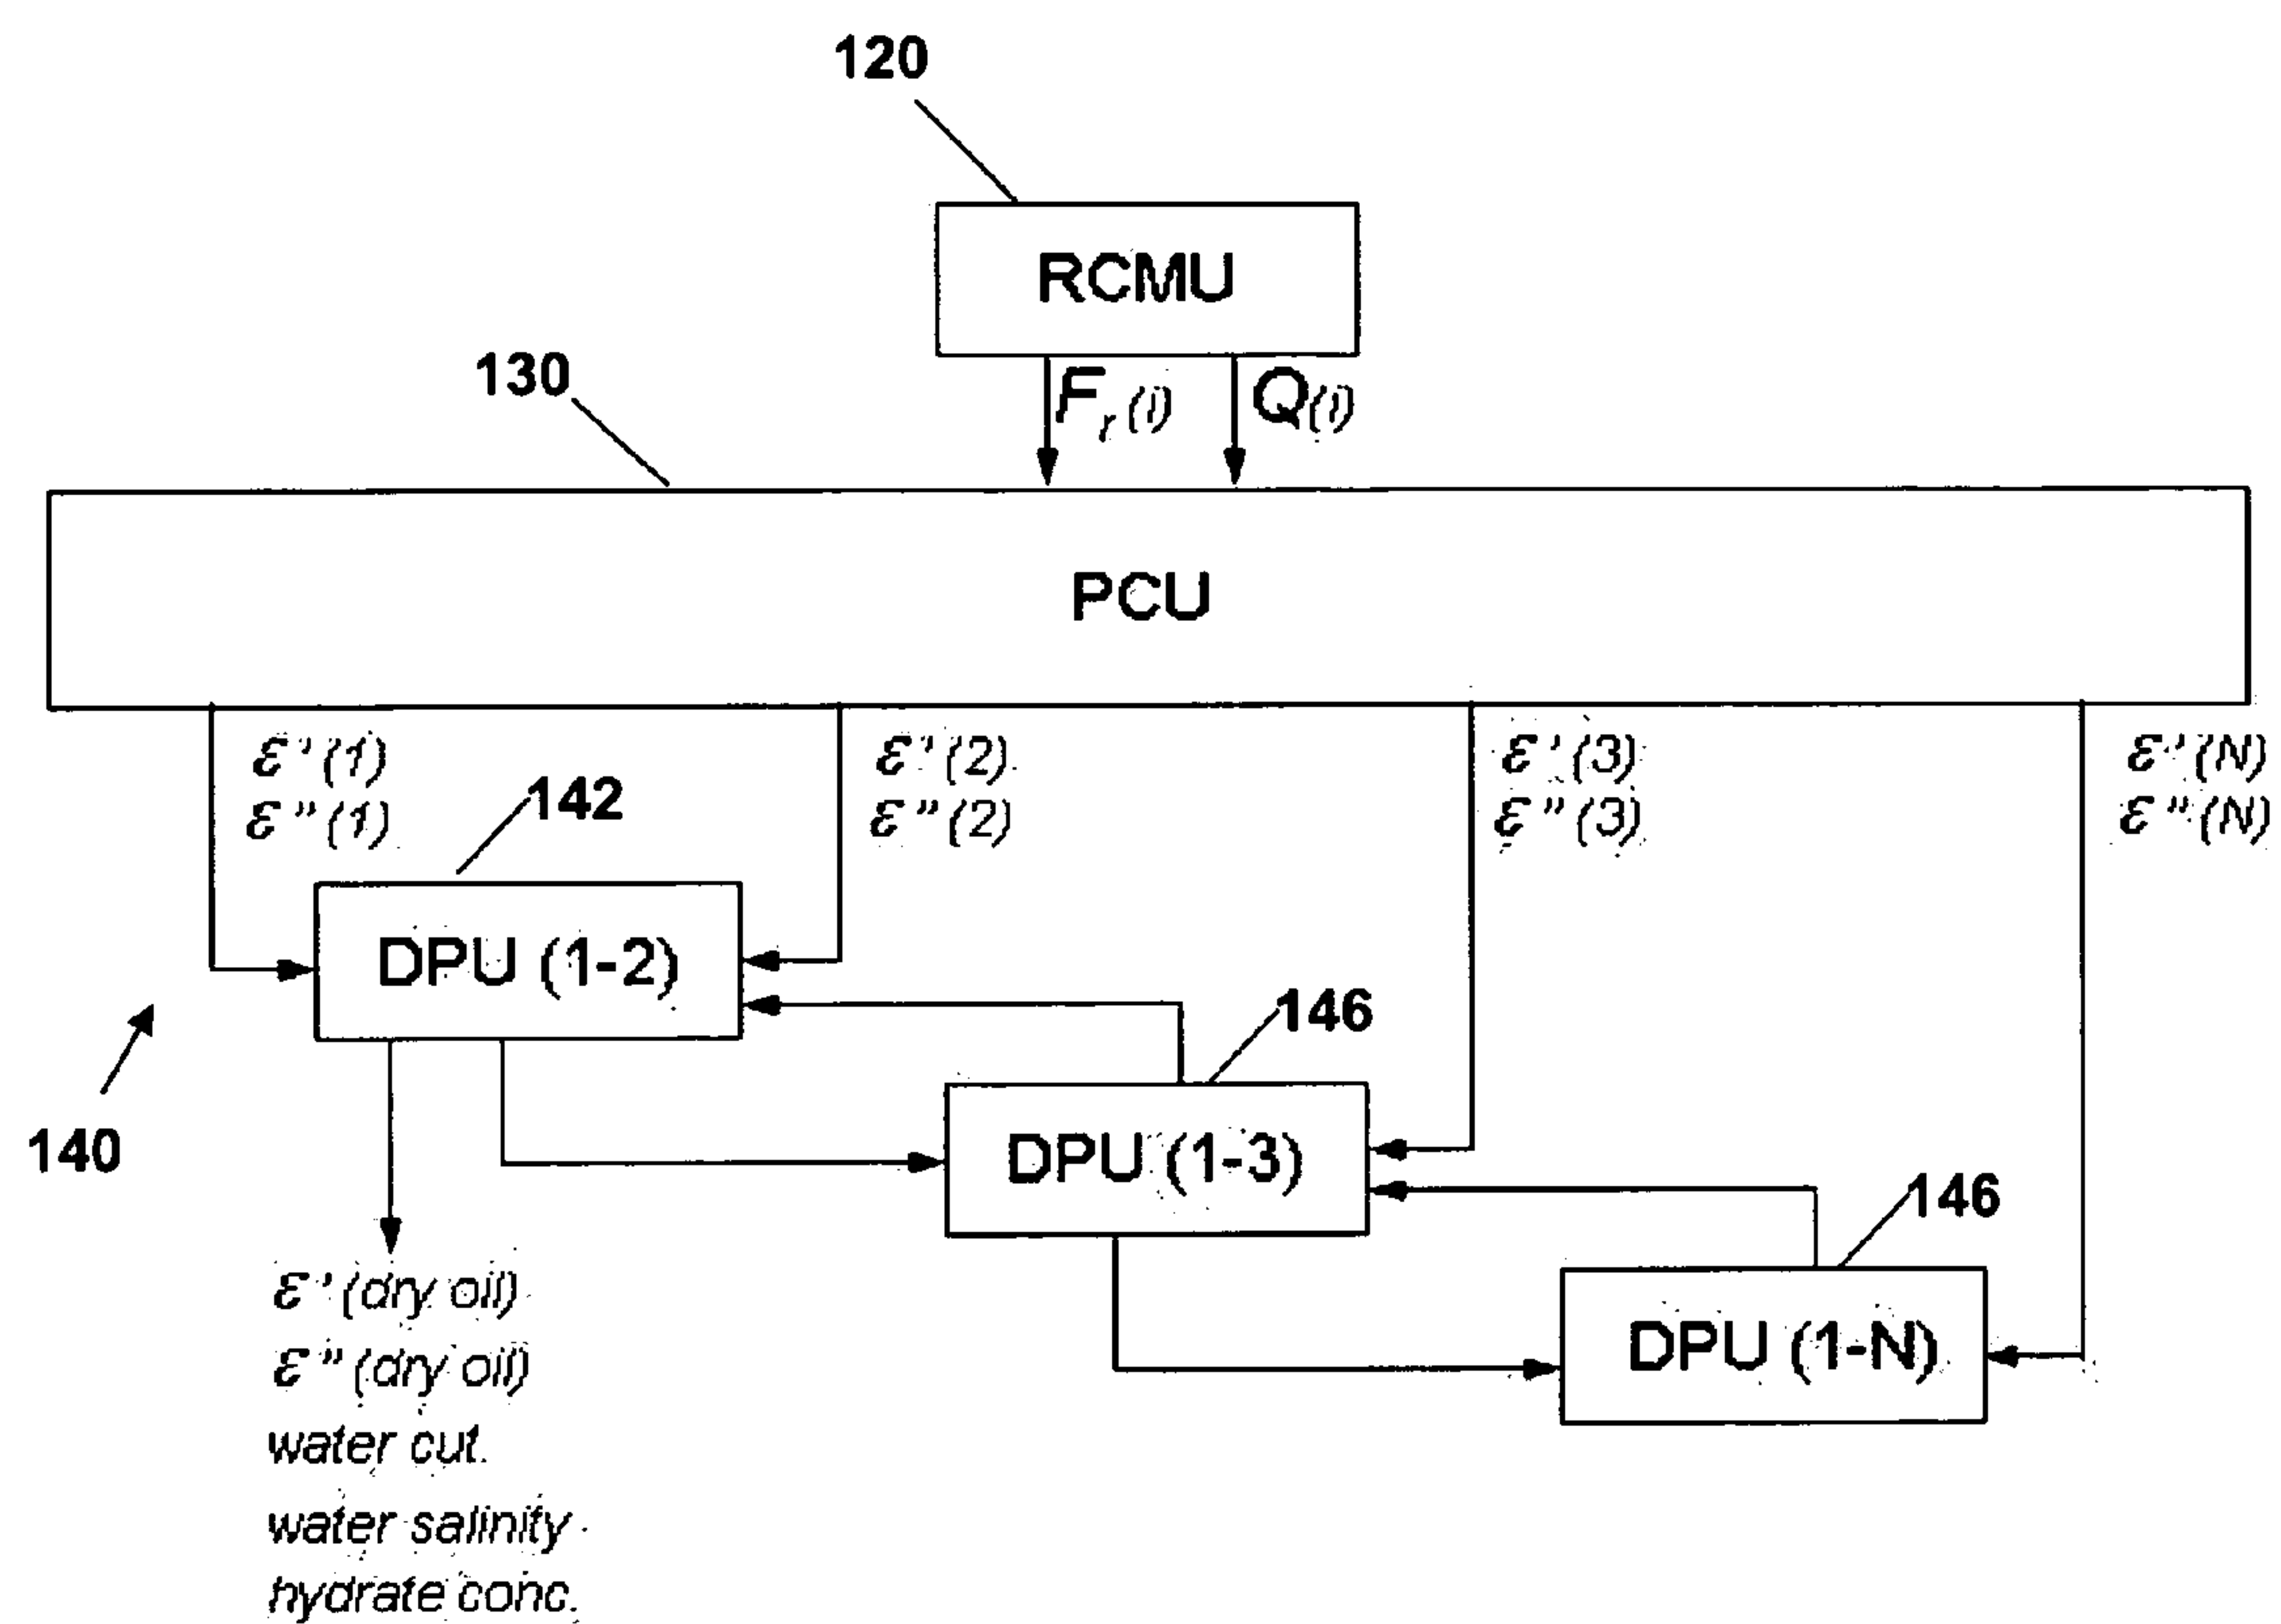 120
RCMU
130
F r (i) Q(i)
PCU
ε'(1)
ε"(1)
ε'(2)
ε"(2)
ε'(3)
ε"(3)
ε'(N)
ε"(N)
142
DPU (1-2)
146
140
DPU (1-3)
146
DPU (1-N)
ε'(dry oil)
ε"(dry oil)
water cut
water salinity
hydrate conc.